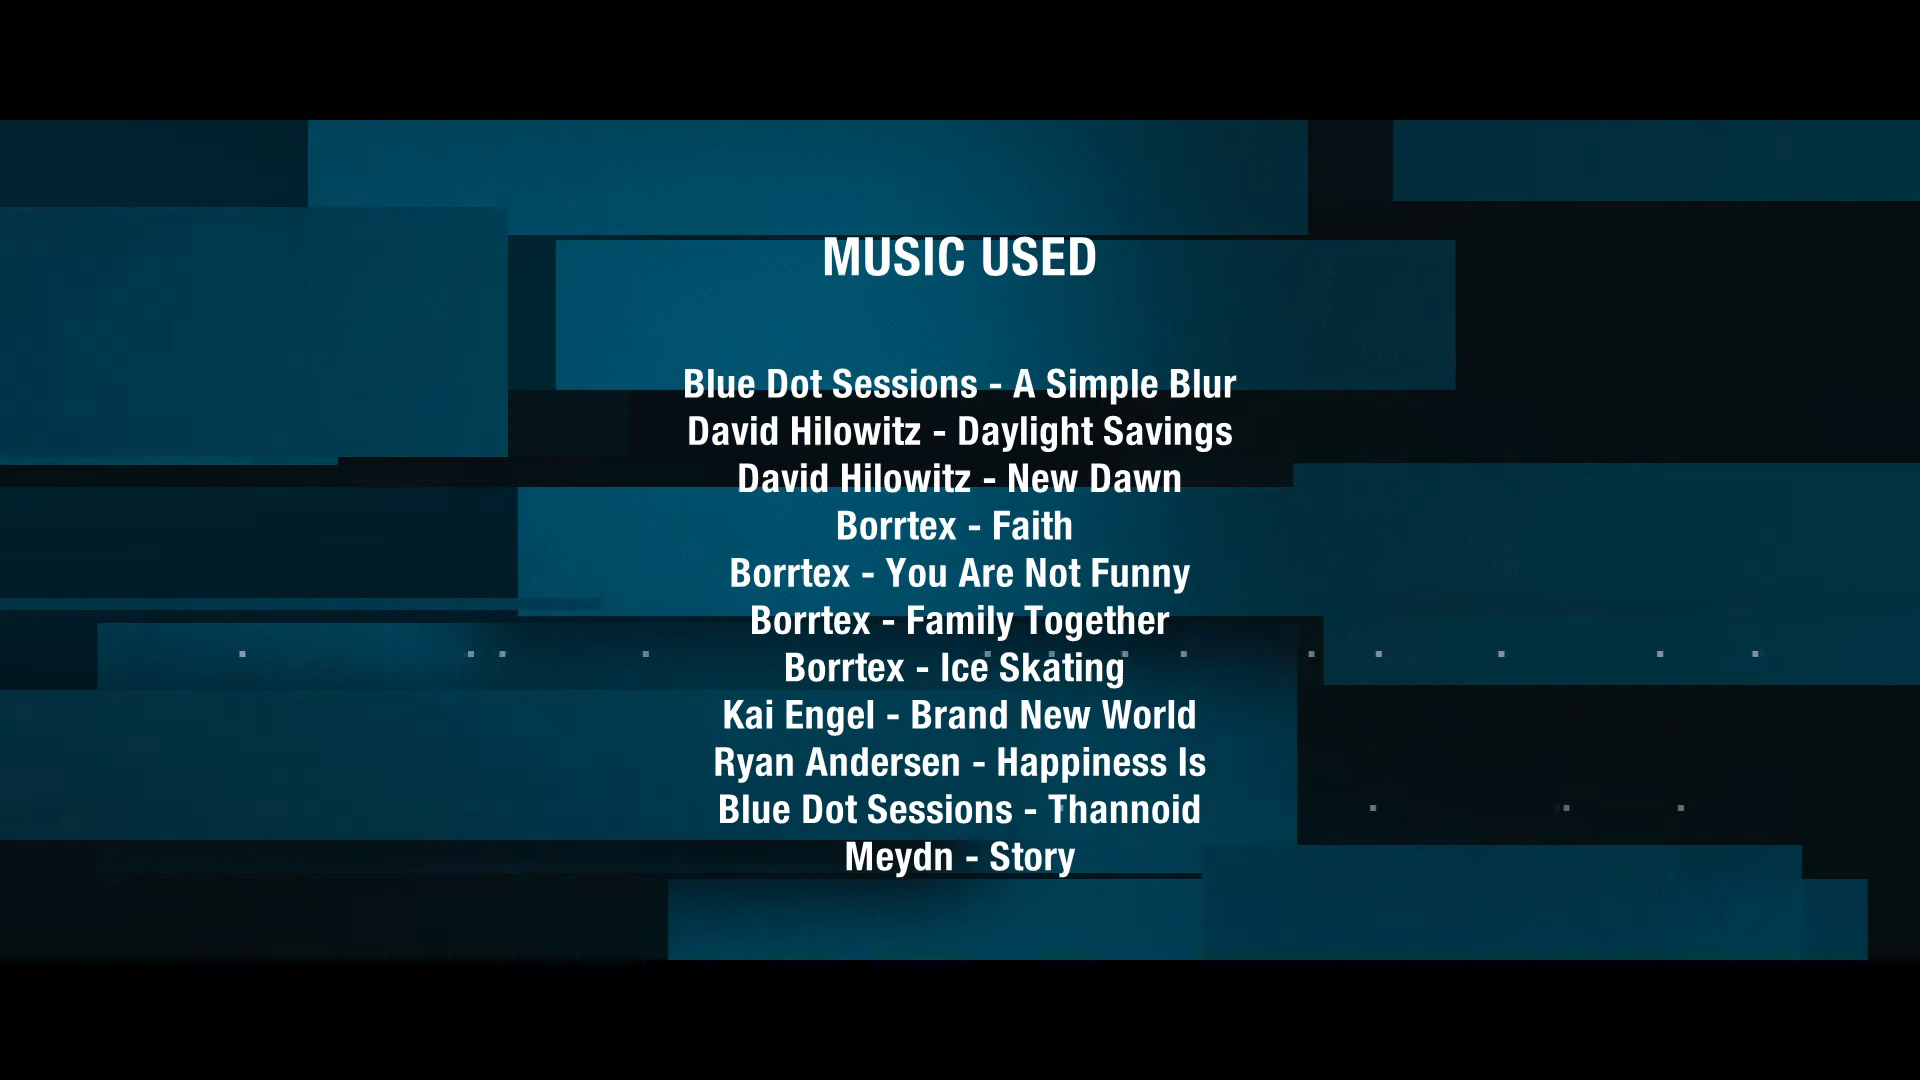 MUSIC USED
Blue Dot Sessions - A Simple Blur
David Hilowitz - Daylight Savings
David Hilowitz - New Dawn
Borrtex - Faith
Borrtex - You Are Not Funny
Borrtex - Family Together
Borrtex - Ice Skating
Kai Engel - Brand New World
Ryan Andersen - Happiness Is
Blue Dot Sessions - Thannoid
Meydn - Story